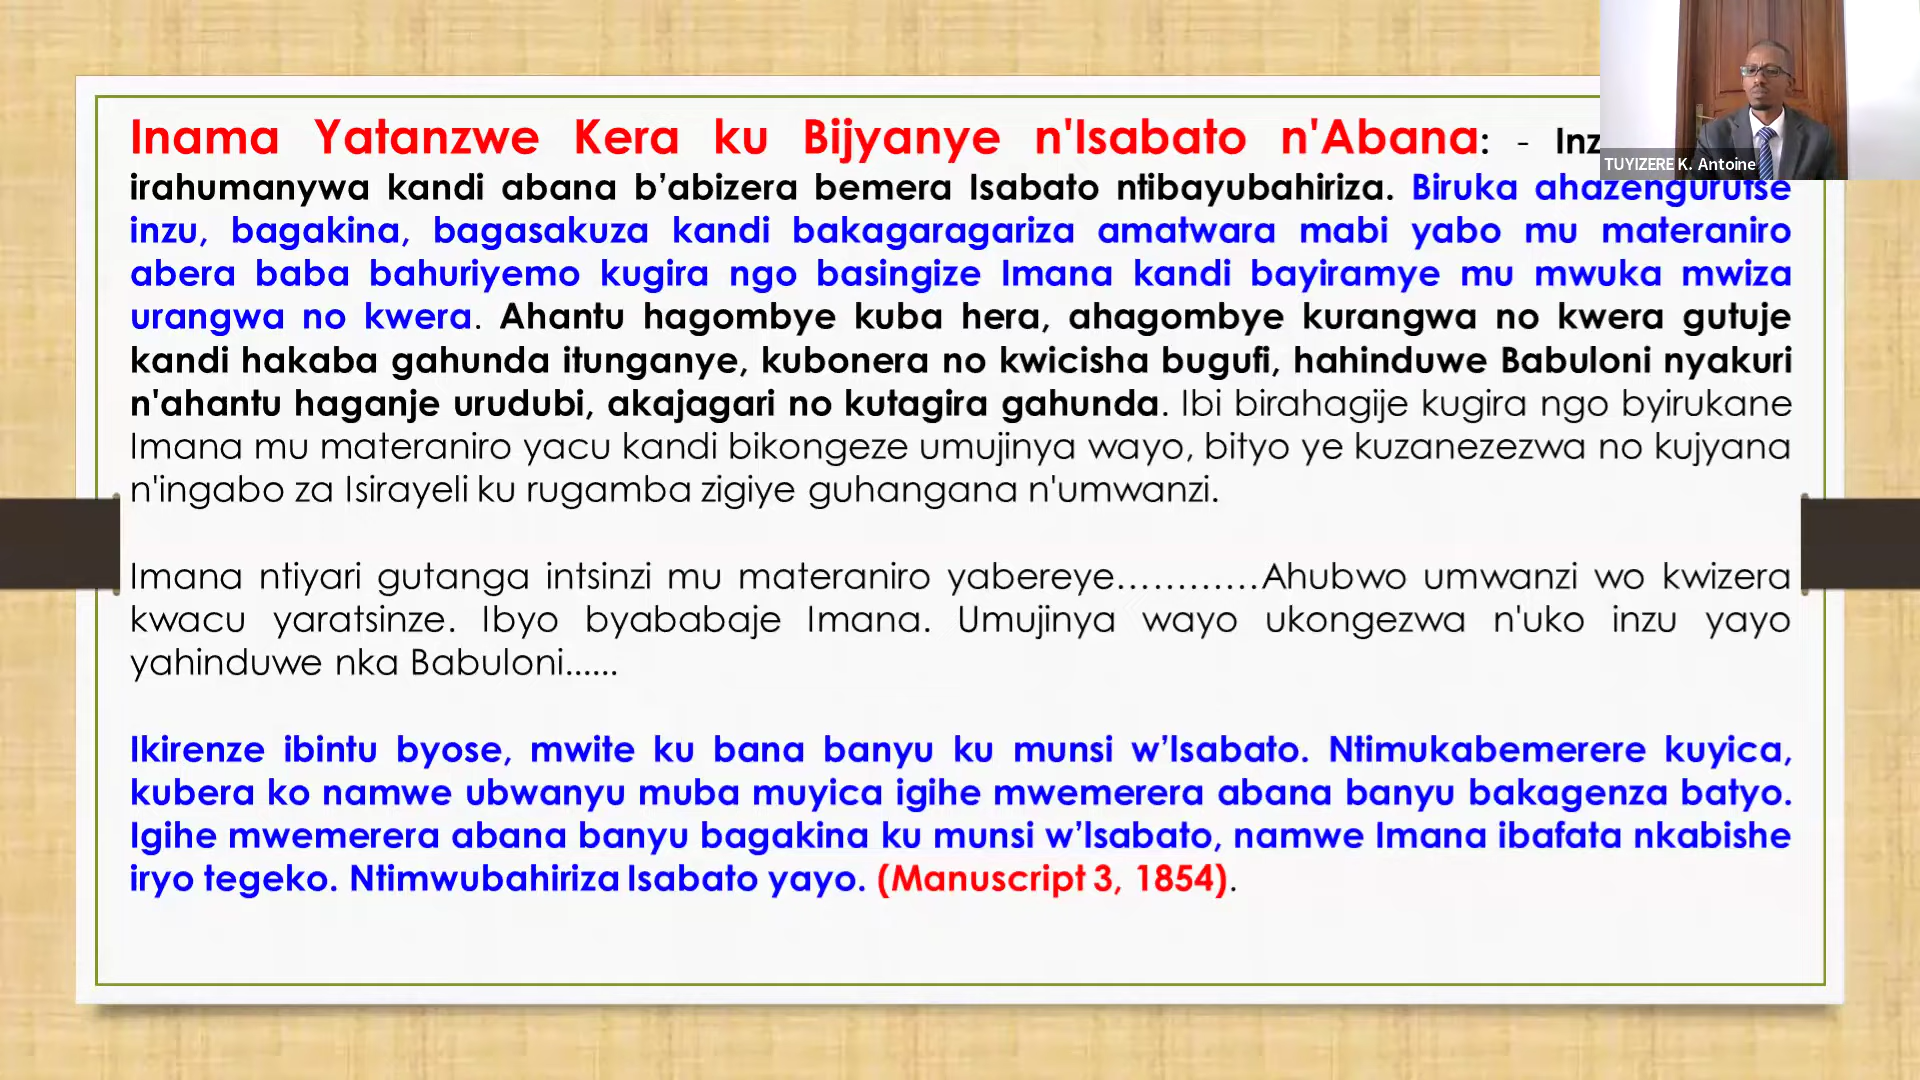 Inama Yatanzwe Kera ku Bijyanye n'Isabato n'Abana: - Inz
TUYIZERE K. Antoine
irahumanywa kandi abana b’abizera bemera Isabato ntibayubahiriza. Biruka ahazengurutse
inzu, bagakina, bagasakuza kandi bakagaragariza amatwara mabi yabo mu materaniro
abera baba bahuriyemo kugira ngo basingize Imana kandi bayiramye mu mwuka mwiza
urangwa no kwera. Ahantu hagombye kuba hera, ahagombye kurangwa no kwera gutuje
kandi hakaba gahunda itunganye, kubonera no kwicisha bugufi, hahinduwe Babuloni nyakuri
n'ahantu haganje urudubi, akajagari no kutagira gahunda. Ibi birahagije kugira ngo byirukane
Imana mu materaniro yacu kandi bikongeze umujinya wayo, bityo ye kuzanezezwa no kujyana
n'ingabo za Isirayeli ku rugamba zigiye guhangana n'umwanzi.
Imana ntiyari gutanga intsinzi mu materaniro yabereye............Ahubwo umwanzi wo kwizera
kwacu yaratsinze. Ibyo byababaje Imana. Umujinya wayo ukongezwa n'uko inzu yayo
yahinduwe nka Babuloni......
Ikirenze ibintu byose, mwite ku bana banyu ku munsi w’Isabato. Ntimukabemerere kuyica,
kubera ko namwe ubwanyu muba muyica igihe mwemerera abana banyu bakagenza batyo.
Igihe mwemerera abana banyu bagakina ku munsi w’Isabato, namwe Imana ibafata nkabishe
iryo tegeko. Ntimwubahiriza Isabato yayo. (Manuscript 3, 1854).